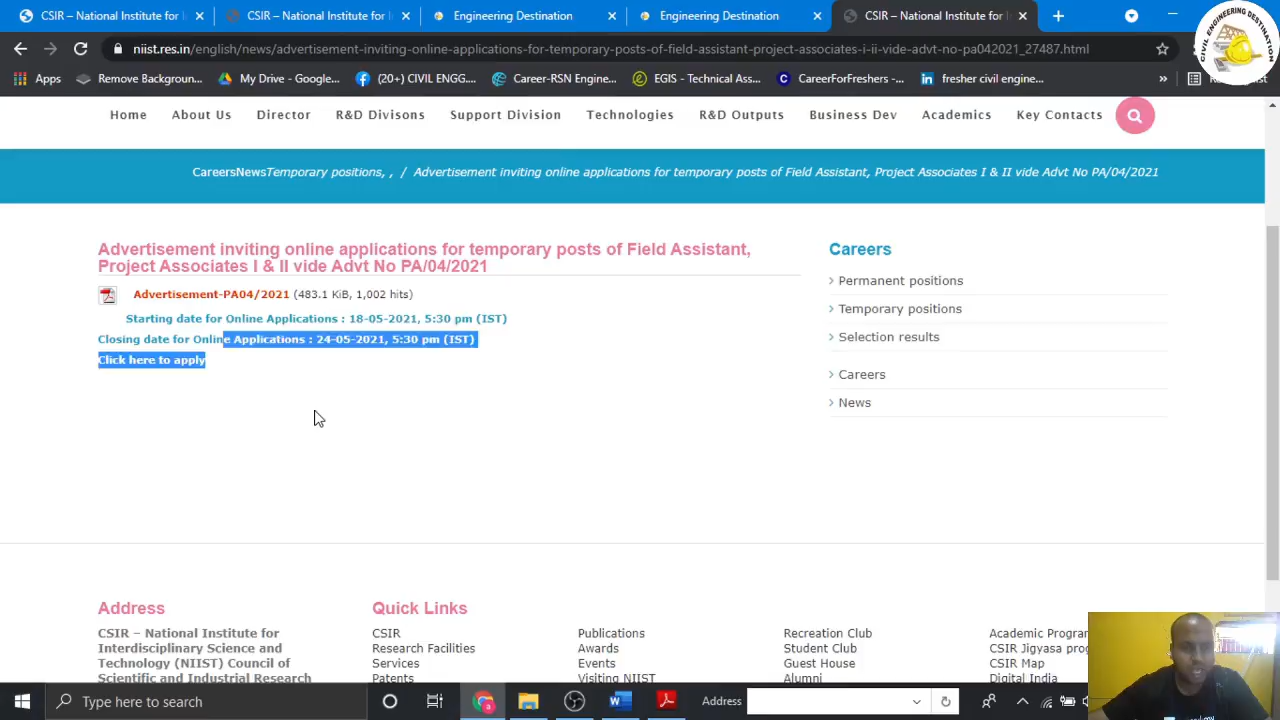 CSIR – National Institute for I
CSIR – National Institute for I
Engineering Destination
Engineering Destination
CSIR – National Institute for I
CIVIL ENGINEERING DESTINATION
niist.res.in/english/news/advertisement-inviting-online-applications-for-temporary-posts-of-field-assistant-project-associates-i-ii-vide-advt-no-pa042021_27487.html
Apps
Remove Backgroun...
My Drive - Google...
(20+) CIVIL ENGG...
Career-RSN Engine...
EGIS - Technical Ass...
CareerForFreshers -...
fresher civil engine...
»
Home
About Us
Director
R&D Divisons
Support Division
Technologies
R&D Outputs
Business Dev
Academics
Key Contacts
CareersNewsTemporary positions, , / Advertisement inviting online applications for temporary posts of Field Assistant, Project Associates I & II vide Advt No PA/04/2021
Advertisement inviting online applications for temporary posts of Field Assistant,
Project Associates I & II vide Advt No PA/04/2021
Advertisement-PA04/2021 (483.1 KiB, 1,002 hits)
Starting date for Online Applications : 18-05-2021, 5:30 pm (IST)
Closing date for Online Applications : 24-05-2021, 5:30 pm (IST)
Click here to apply
Careers
Permanent positions
Temporary positions
Selection results
Careers
News
Address
CSIR – National Institute for
Interdisciplinary Science and
Technology (NIIST) Council of
Scientific and Industrial Research
Quick Links
CSIR
Research Facilities
Services
Patents
Publications
Awards
Events
Visiting NIIST
Recreation Club
Student Club
Guest House
Alumni
Academic Program
CSIR Jigyasa pro
CSIR Map
Digital India
Type here to search
Address